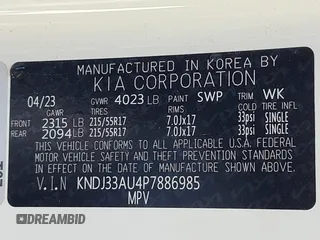 MANUFACTURED IN KOREA BY
KIA CORPORATION
04/23 GVWR 4023 LB PAINT SWP TRIM WK
GAWR TIRES RIMS COLD TIRE INFLATION
FRONT 2315 LB 215/55R17 7.0Jx17 33psi SINGLE
REAR 2094 LB 215/55R17 7.0Jx17 33psi SINGLE
THIS VEHICLE CONFORMS TO ALL APPLICABLE U.S. FEDERAL
MOTOR VEHICLE SAFETY, BUMPER AND THEFT PREVENTION
STANDARDS IN EFFECT ON THE DATE OF MANUFACTURE SHOWN ABOVE.
V.I.N KNDJ33AU4P7886985
MPV
DREAMBID